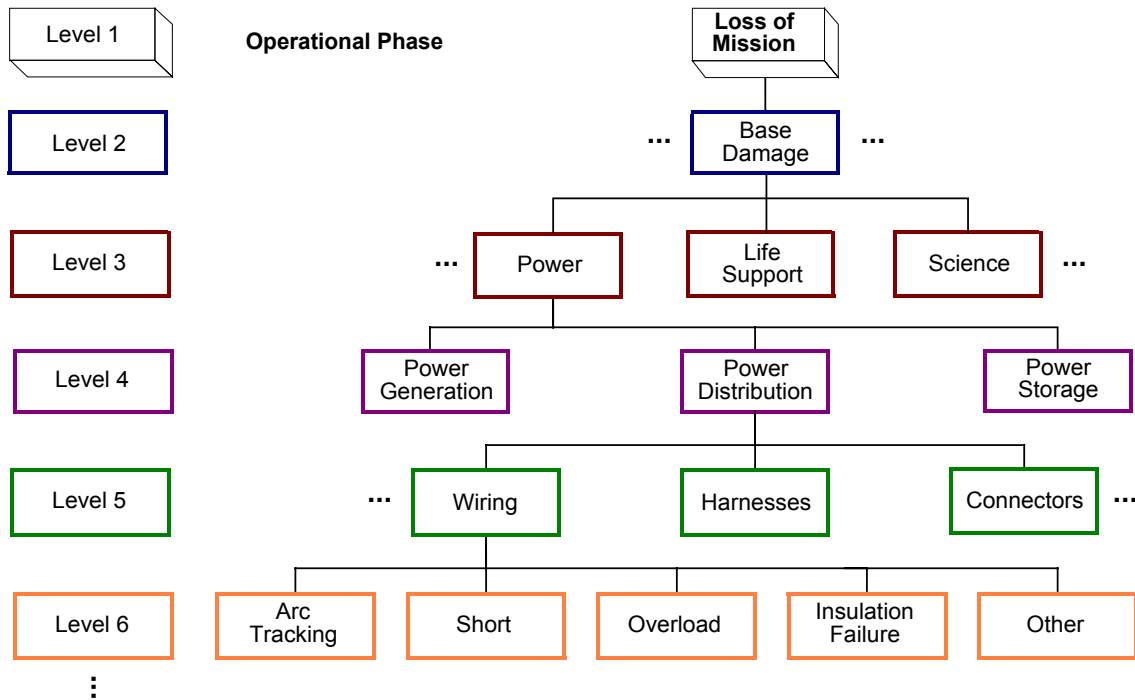 Level 1
Operational Phase
Loss of
Mission
Level 2
...
Base
Damage
...
Level 3
...
Power
Life
Support
Science
...
Level 4
Power
Generation
Power
Distribution
Power
Storage
Level 5
...
Wiring
Harnesses
Connectors
...
Level 6
Arc
Tracking
Short
Overload
Insulation
Failure
Other
...